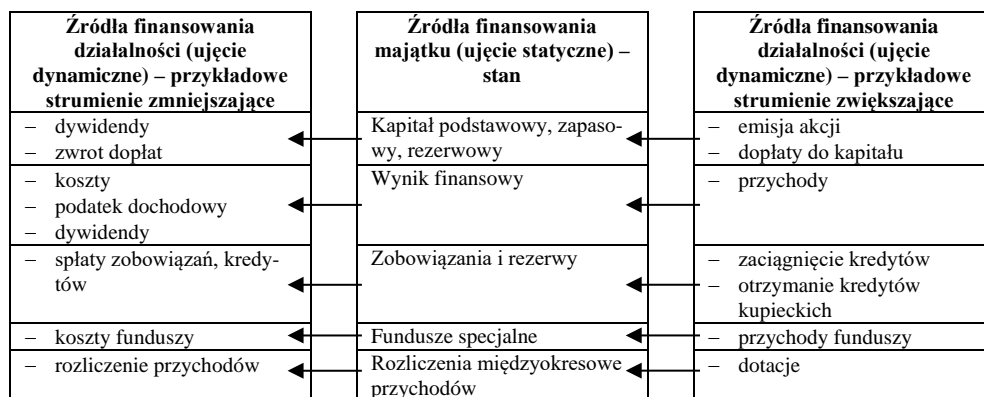 Źródła finansowania
działalności (ujęcie
dynamiczne) – przykładowe
strumienie zmniejszające
Źródła finansowania
majątku (ujęcie statyczne) –
stan
Źródła finansowania
działalności (ujęcie
dynamiczne) – przykładowe
strumienie zwiększające
– dywidendy
– zwrot dopłat
Kapitał podstawowy, zapaso-
wy, rezerwowy
– emisja akcji
– dopłaty do kapitału
– koszty
– podatek dochodowy
– dywidendy
Wynik finansowy
– przychody
– spłaty zobowiązań, kredy-
tów
Zobowiązania i rezerwy
– zaciągnięcie kredytów
– otrzymanie kredytów
kupieckich
– koszty funduszy
Fundusze specjalne
– przychody funduszy
– rozliczenie przychodów
Rozliczenia międzyokresowe
przychodów
– dotacje